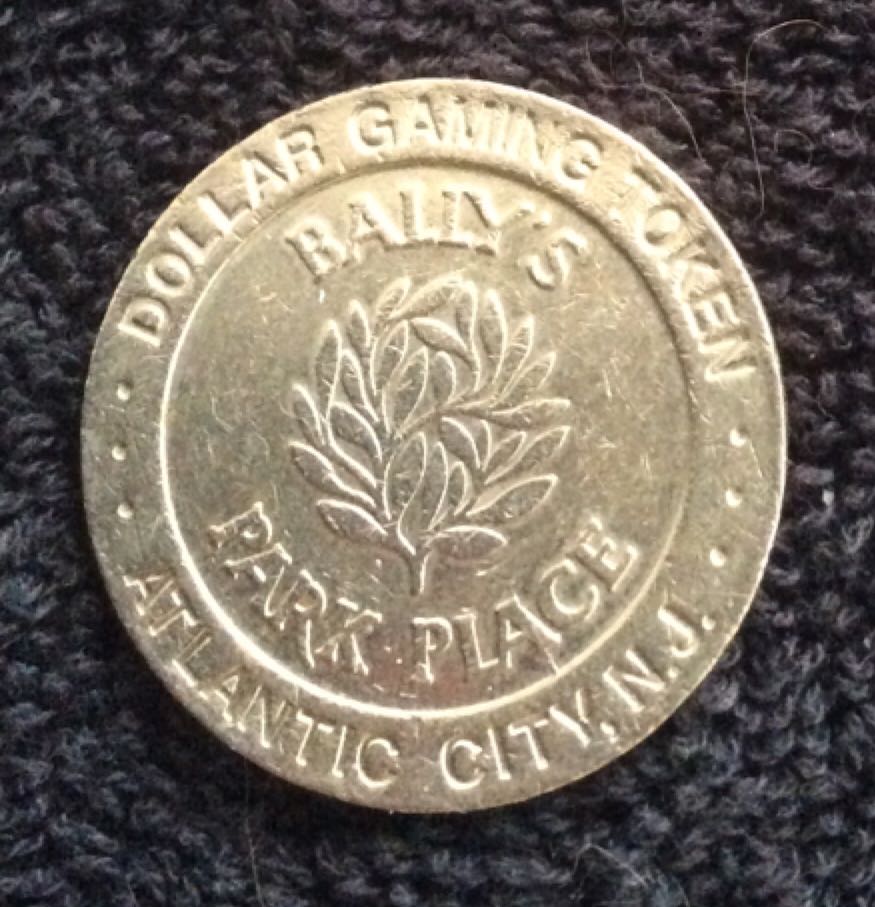 DOLLAR GAMING TOKEN
BALLY'S
PARK PLACE
ATLANTIC CITY, N.J.